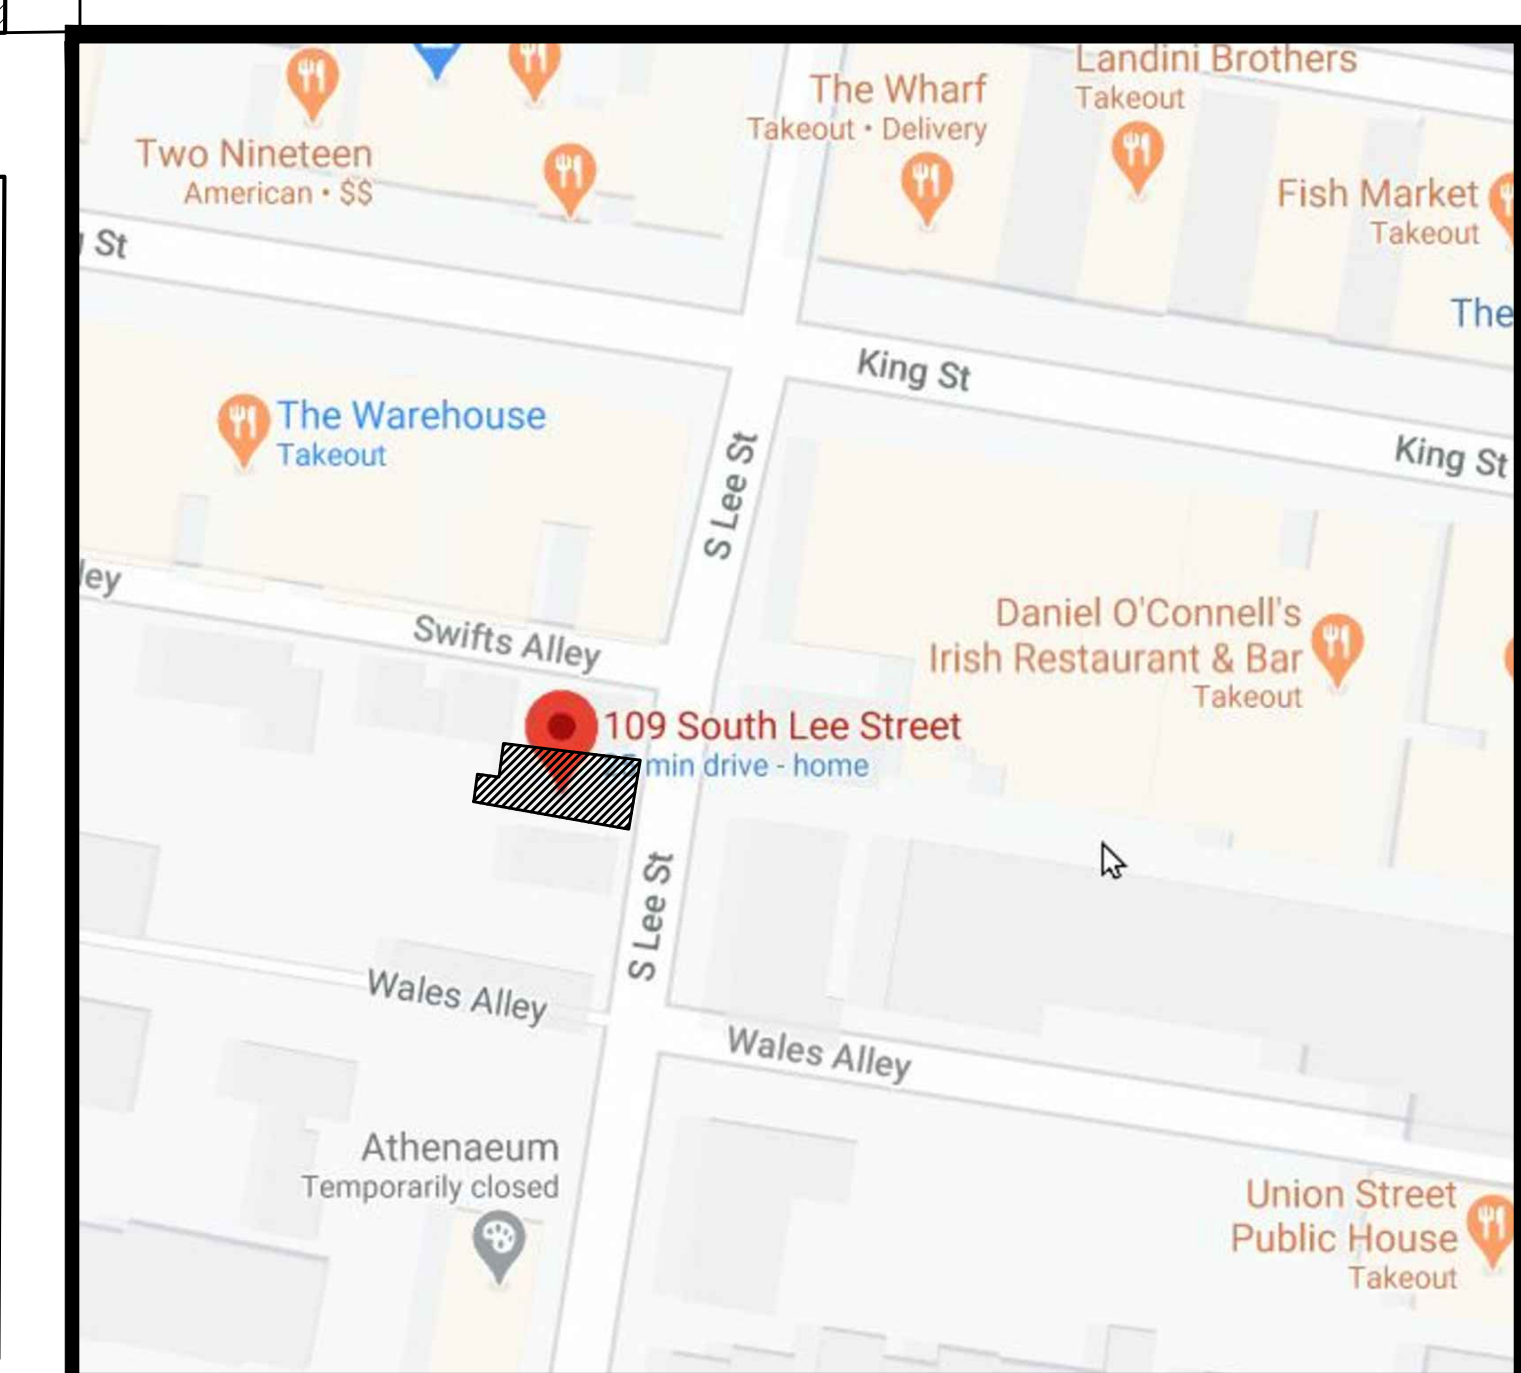 Landini Brothers
Takeout
The Wharf
Takeout • Delivery
Two Nineteen
American • $$
Fish Market
Takeout
St
The
King St
King St
The Warehouse
Takeout
S Lee St
Swifts Alley
Daniel O'Connell's
Irish Restaurant & Bar
Takeout
109 South Lee Street
min drive - home
S Lee St
Wales Alley
Wales Alley
Athenaeum
Temporarily closed
Union Street
Public House
Takeout